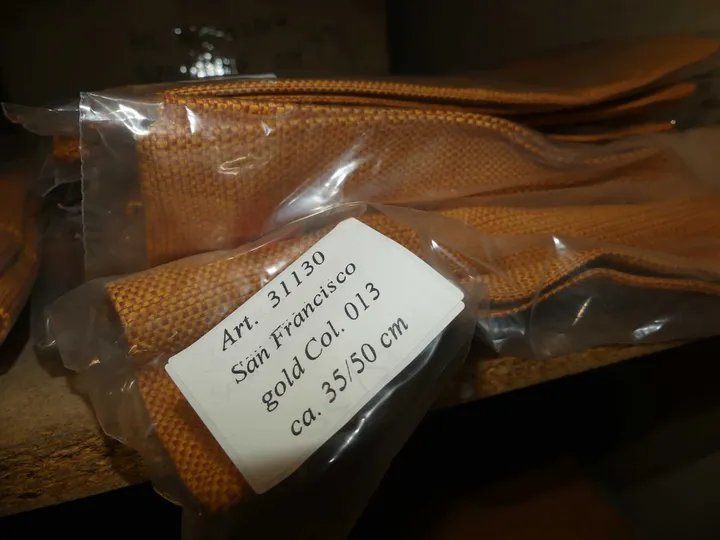 Art. 31130
San Francisco
gold Col. 013
ca. 35/50 cm